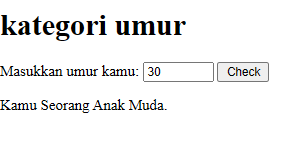 kategori umur
Masukkan umur kamu: 30 Check
Kamu Seorang Anak Muda.